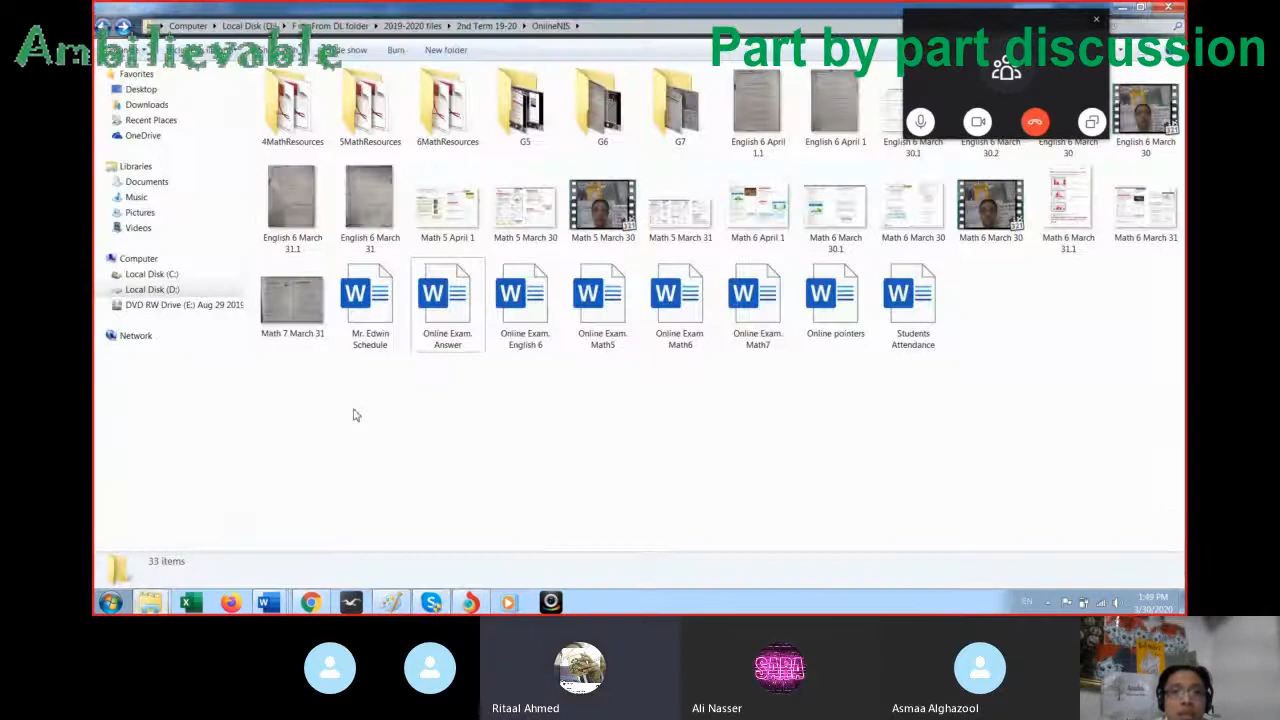 Ambilievable
Part by part discussion
Computer
Local Disk (D:)
From DL folder
2019-2020 files
2nd Term 19-20
OnlineNIS
Burn
New folder
Favorites
Desktop
Downloads
Recent Places
OneDrive
Libraries
Documents
Music
Pictures
Videos
Computer
Local Disk (C:)
Local Disk (D:)
DVD RW Drive (E:) Aug 29 2019
Network
4MathResources
5MathResources
6MathResources
G5
G6
G7
English 6 April
1.1
English 6 April 1
English 6 March
30.1
English 6 March
30.2
English 6 March
30
English 6 March
30
English 6 March
31.1
English 6 March
31
Math 5 April 1
Math 5 March 30
Math 5 March 30
Math 5 March 31
Math 6 April.1
Math 6 March
30.1
Math 6 March 30
Math 6 March 30
Math 6 March
31.1
Math 6 March 31
Math 7 March 31
Mr. Edwin
Schedule
Online Exam.
Answer
Online Exam.
English 6
Online Exam.
Math5
Online Exam
Math6
Online Exam.
Math7
Online pointers
Students
Attendance
33 items
EN
1:49 PM
3/30/2020
SARA
Ritaal Ahmed
Ali Nasser
Asmaa Alghazool